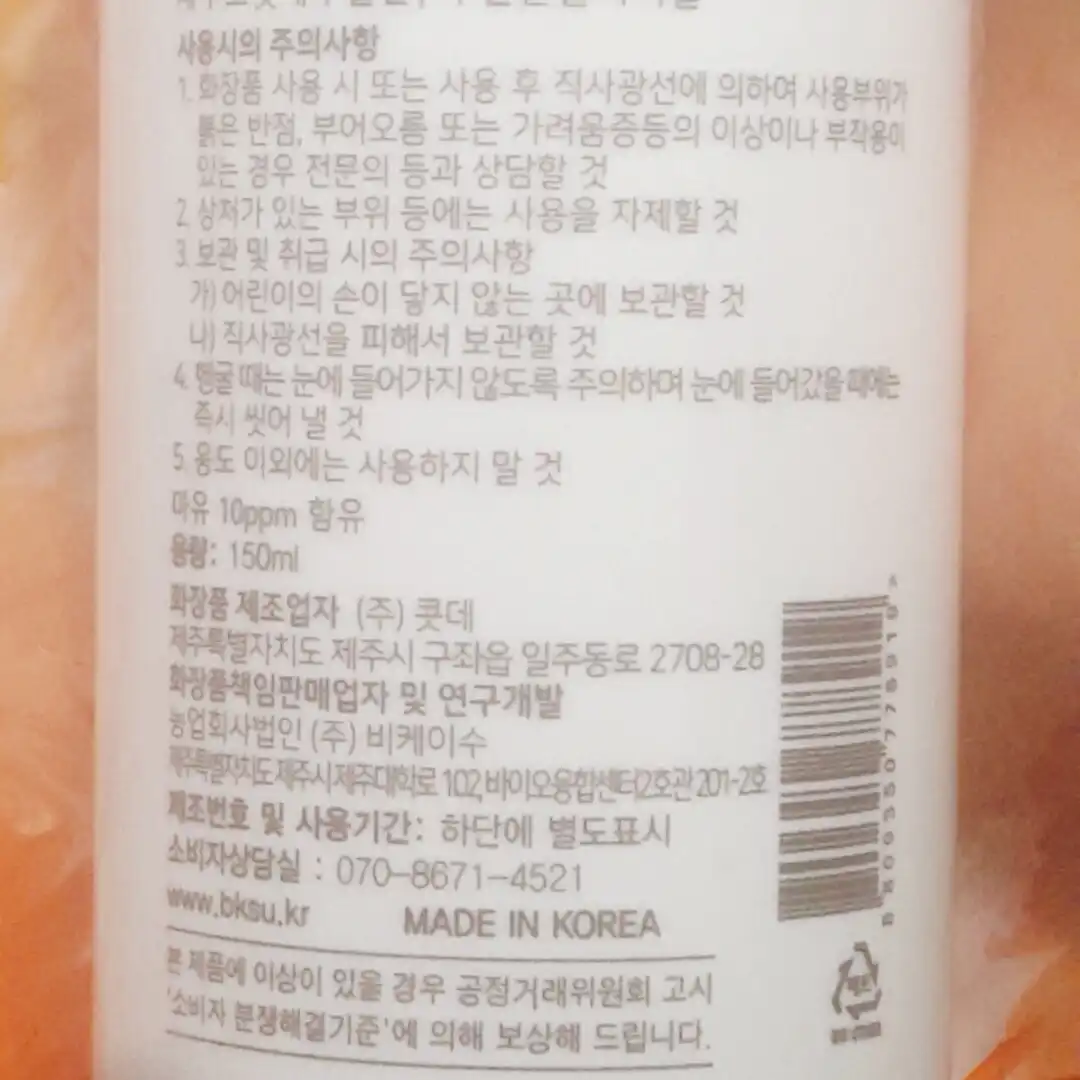 사용시의 주의사항
1. 화장품 사용 시 또는 사용 후 직사광선에 의하여 사용부위가
붉은 반점, 부어오름 또는 가려움증등의 이상이나 부작용이
있는 경우 전문의 등과 상담할 것
2. 상처가 있는 부위 등에는 사용을 자제할 것
3. 보관 및 취급 시의 주의사항
가) 어린이의 손이 닿지 않는 곳에 보관할 것
나) 직사광선을 피해서 보관할 것
4. 헹굴 때는 눈에 들어가지 않도록 주의하며 눈에 들어갔을 때에는
즉시 씻어 낼 것
5. 용도 이외에는 사용하지 말 것
마유 10ppm 함유
용량: 150ml
화장품 제조업자 (주) 콧데
제주특별자치도 제주시 구좌읍 일주동로 2708-28
화장품책임판매업자 및 연구개발
농업회사법인 (주) 비케이수
제주특별자치도 제주시 제주대학로 102, 바이오융합센터2호관 201-2호
제조번호 및 사용기간: 하단에 별도표시
소비자상담실 : 070-8671-4521
www.bksu.kr MADE IN KOREA
본 제품에 이상이 있을 경우 공정거래위원회 고시
'소비자 분쟁해결기준'에 의해 보상해 드립니다.